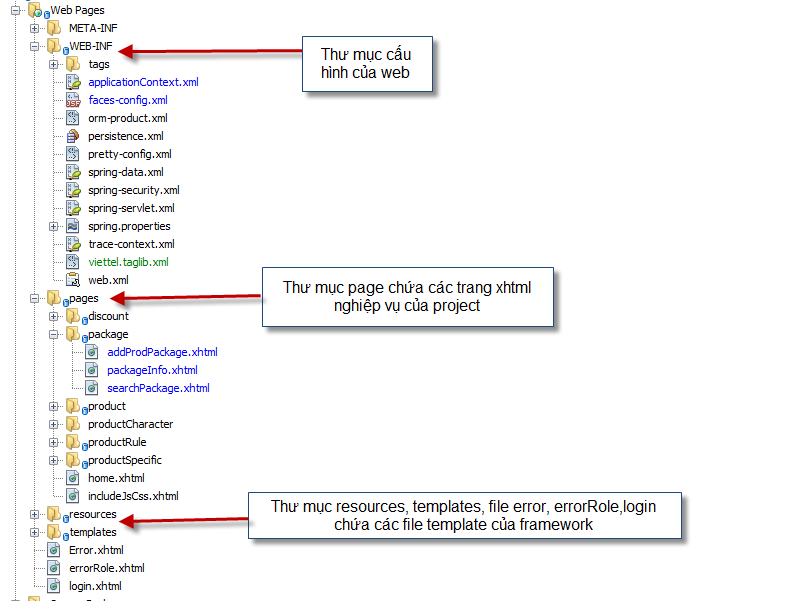 Web Pages
META-INF
WEB-INF
Thư mục cấu
hình của web
tags
applicationContext.xml
faces-config.xml
orm-product.xml
persistence.xml
pretty-config.xml
spring-data.xml
spring-security.xml
spring-servlet.xml
spring.properties
trace-context.xml
viettel.taglib.xml
web.xml
Thư mục page chứa các trang xhtml
nghiệp vụ của project
pages
discount
package
addProdPackage.xhtml
packageInfo.xhtml
searchPackage.xhtml
product
productCharacter
productRule
productSpecific
home.xhtml
includeJsCss.xhtml
Thư mục resources, templates, file error, errorRole,login
chứa các file template của framework
resources
templates
Error.xhtml
errorRole.xhtml
login.xhtml